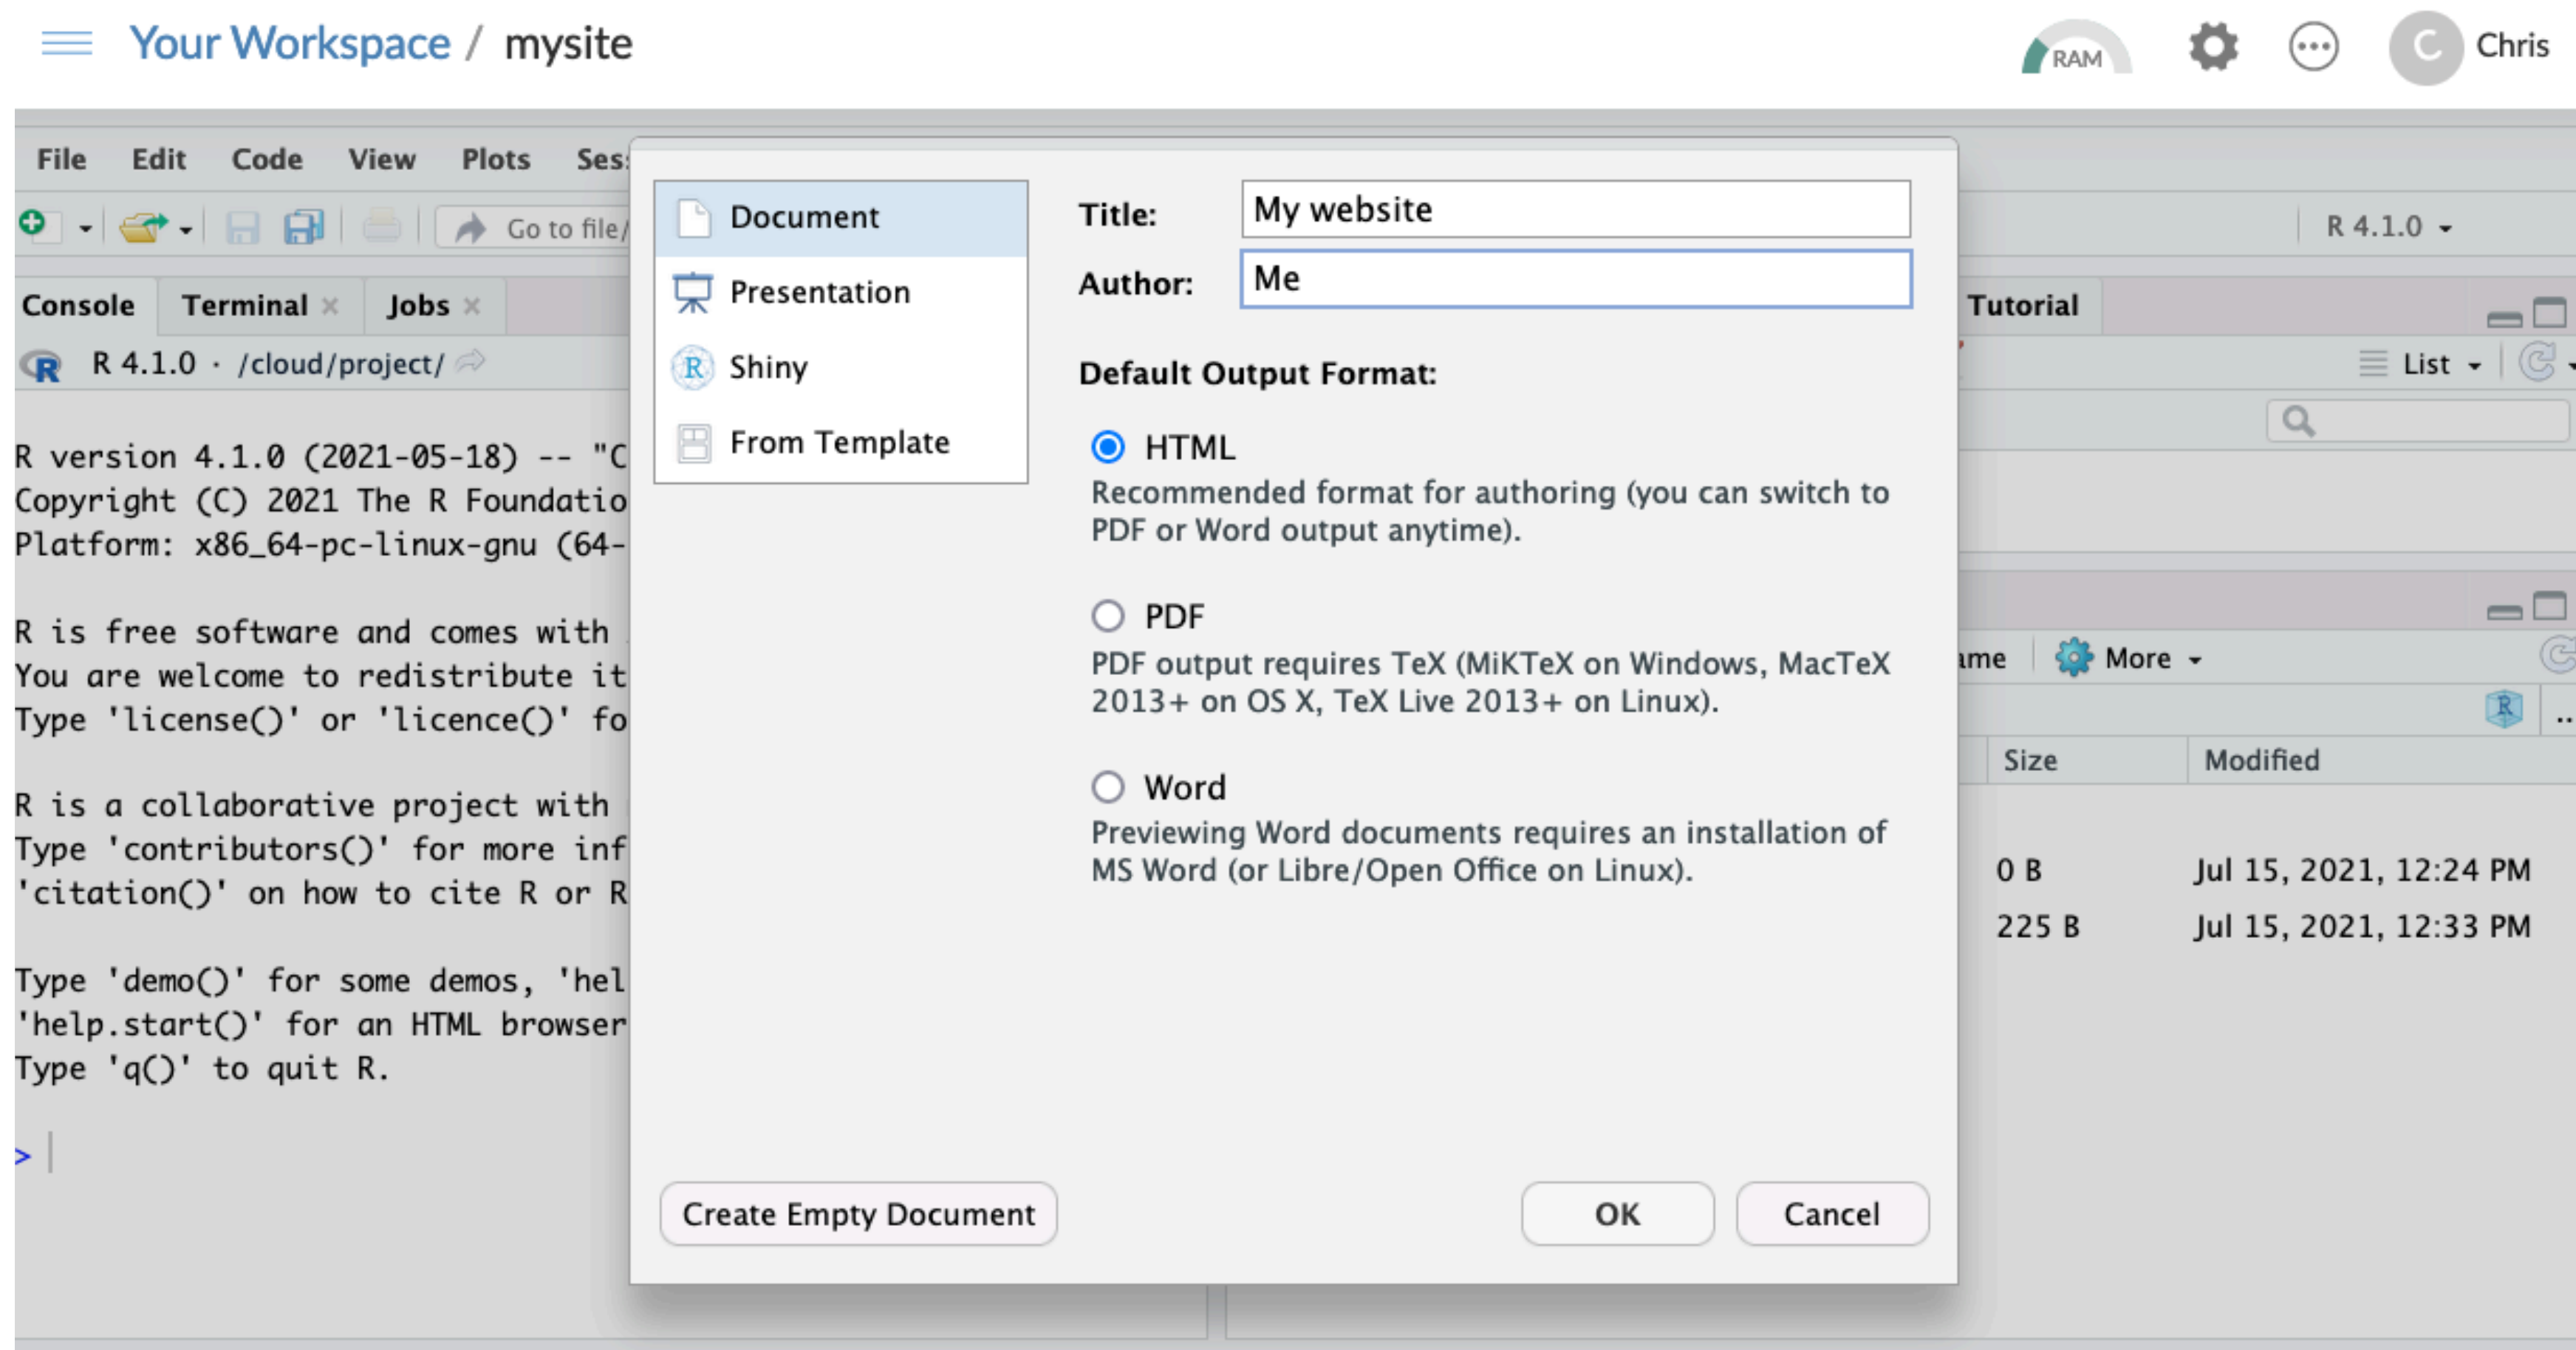 Your Workspace / mysite
RAM
C Chris
File Edit Code View Plots
Go to file/
R 4.1.0
Console Terminal × Jobs ×
R 4.1.0 · /cloud/project/
R version 4.1.0 (2021-05-18) -- "C
Copyright (C) 2021 The R
Platform: x86_64-pc-linux-gnu (64-
R is free software and comes with
You are welcome to redistribute it
Type 'license()' or 'licence()'
R is a collaborative project with
Type 'contributors()' for more
'citation()' on how to cite R or R
Type 'demo()' for some demos,
'help.start()' for an HTML browser
Type 'q()' to quit R.
>
Document
Presentation
Shiny
From Template
Title: My website
Author: Me
Default Output Format:
HTML
Recommended format for authoring (you can switch to
PDF or Word output anytime).
PDF
PDF output requires TeX (MiKTeX on Windows, MacTeX
2013+ on OS X, TeX Live 2013+ on Linux).
Word
Previewing Word documents requires an installation of
MS Word (or Libre/Open Office on Linux).
Create Empty Document OK Cancel
Tutorial
List
More
Size Modified
0 B Jul 15, 2021, 12:24 PM
225 B Jul 15, 2021, 12:33 PM